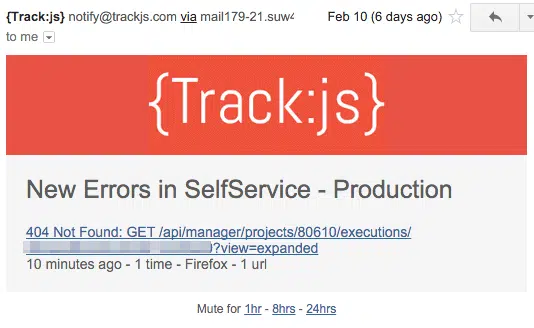 {Track:js} notify@trackjs.com via mail179-21.suw4
Feb 10 (6 days ago)
to me
{Track:js}
New Errors in SelfService - Production
404 Not Found: GET /api/manager/projects/80610/executions/
?view=expanded
10 minutes ago - 1 time - Firefox - 1 url
Mute for 1hr - 8hrs - 24hrs